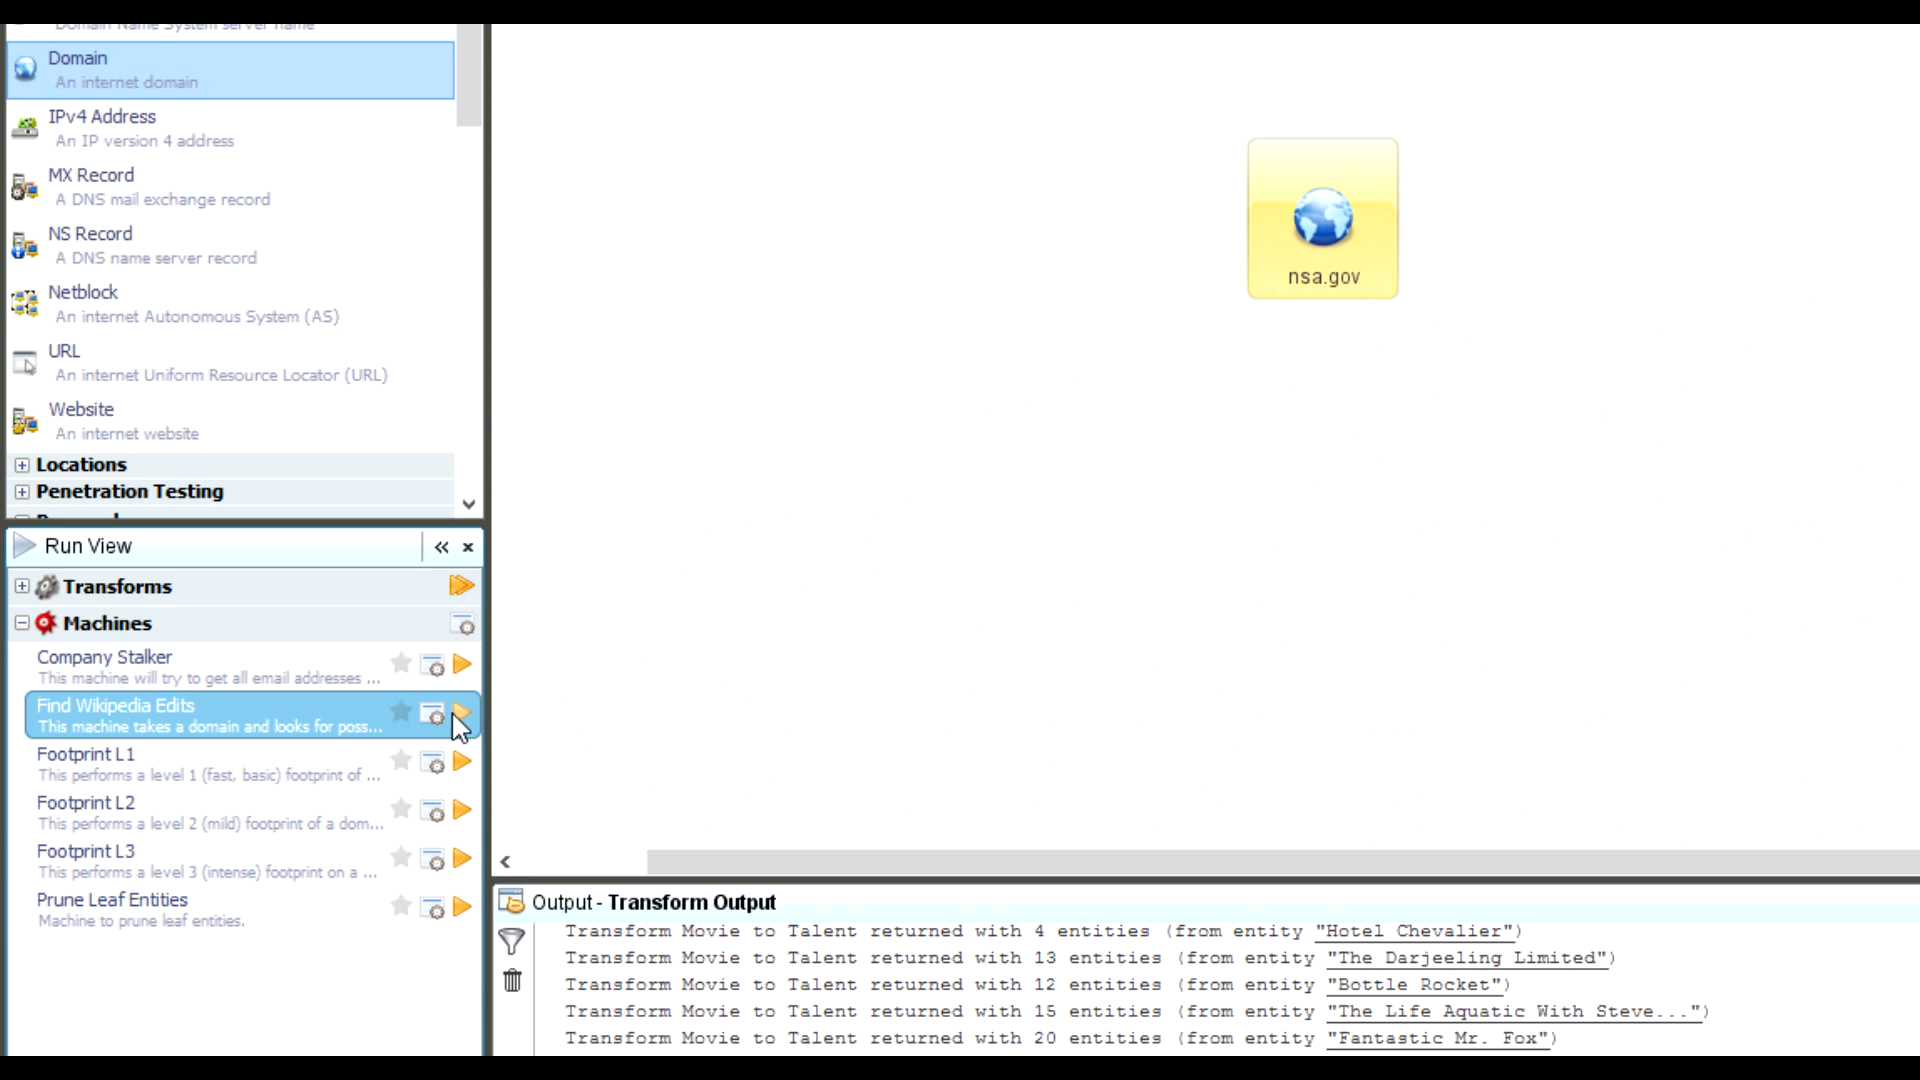 Domain Name System server name
Domain
An internet domain
IPv4 Address
An IP version 4 address
MX Record
A DNS mail exchange record
NS Record
A DNS name server record
Netblock
An internet Autonomous System (AS)
URL
An internet Uniform Resource Locator (URL)
Website
An internet website
Locations
Penetration Testing
Run View
Transforms
Machines
Company Stalker
This machine will try to get all email addresses ...
Find Wikipedia Edits
This machine takes a domain and looks for poss...
Footprint L1
This performs a level 1 (fast, basic) footprint of ...
Footprint L2
This performs a level 2 (mild) footprint of a dom...
Footprint L3
This performs a level 3 (intense) footprint on a ...
Prune Leaf Entities
Machine to prune leaf entities.
nsa.gov
Output - Transform Output
Transform Movie to Talent returned with 4 entities (from entity "Hotel Chevalier")
Transform Movie to Talent returned with 13 entities (from entity "The Darjeeling Limited")
Transform Movie to Talent returned with 12 entities (from entity "Bottle Rocket")
Transform Movie to Talent returned with 15 entities (from entity "The Life Aquatic With Steve...")
Transform Movie to Talent returned with 20 entities (from entity "Fantastic Mr. Fox")